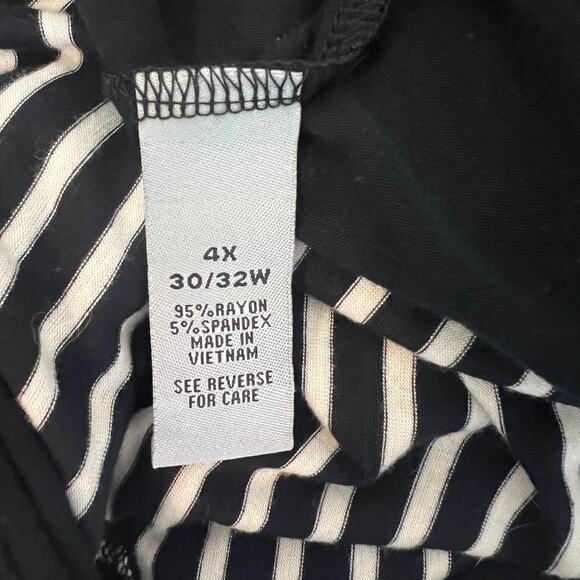 4X
30/32W
95%RAYON
5%SPANDEX
MADE IN
VIETNAM
SEE REVERSE
FOR CARE